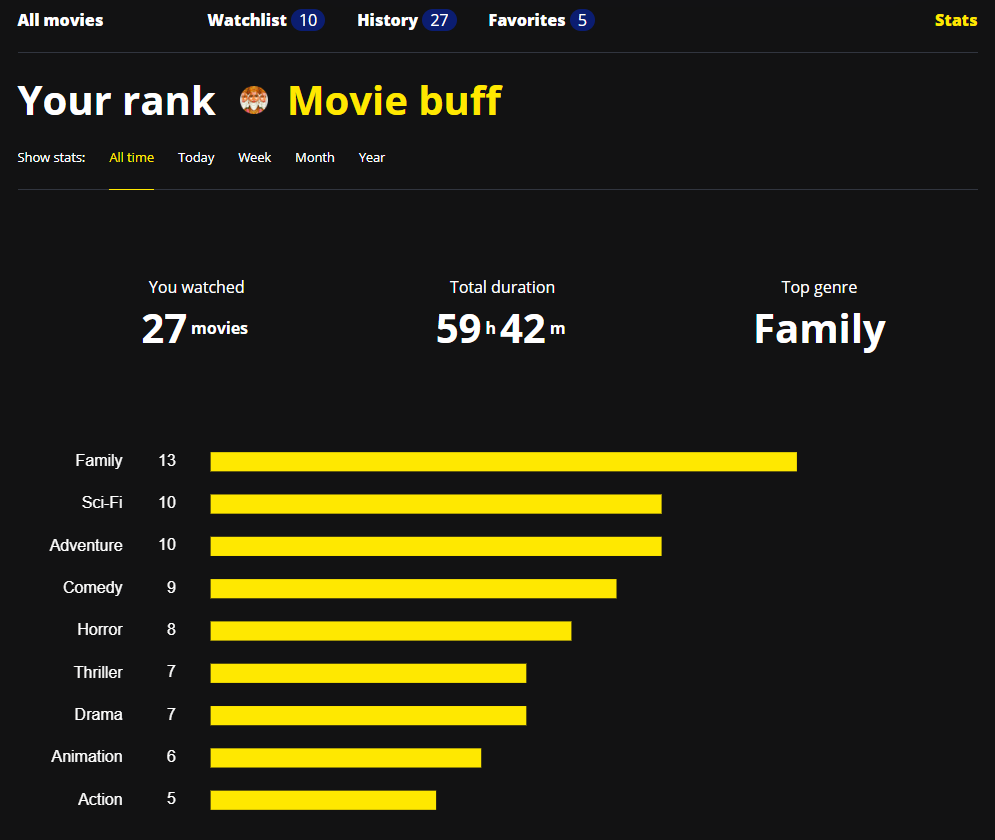 All movies Watchlist 10 History 27 Favorites 5 Stats
Your rank Movie buff
Show stats: All time Today Week Month Year
You watched Total duration Top genre
27 movies 59 h 42 m Family
Family 13
Sci-Fi 10
Adventure 10
Comedy 9
Horror 8
Thriller 7
Drama 7
Animation 6
Action 5